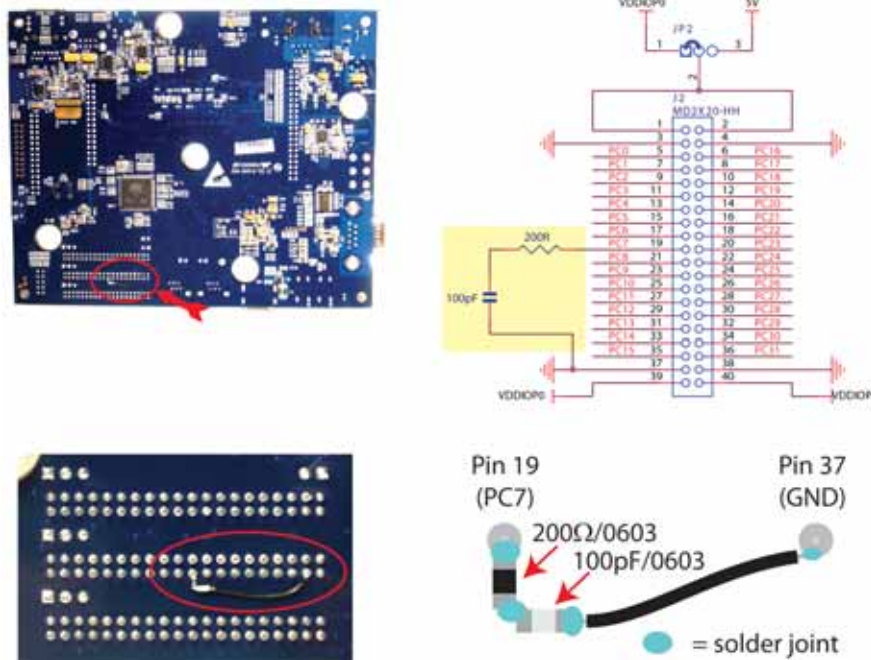 VDDIOP0 5V
JP2
1 3
2
J2
MD2X20-HH
1 2
3 4
PC0 5 6 PC16
PC1 7 8 PC17
PC2 9 10 PC18
PC3 11 12 PC19
PC4 13 14 PC20
PC5 15 16 PC21
PC6 17 18 PC22
PC7 19 20 PC23
PC8 21 22 PC24
PC9 23 24 PC25
PC10 25 26 PC26
PC11 27 28 PC27
PC12 29 30 PC28
PC13 31 32 PC29
PC14 33 34 PC30
PC15 35 36 PC31
37 38
39 40
VDDIOP0 VDDIOP
200R
100pF
Pin 19
(PC7)
Pin 37
(GND)
200Ω/0603
100pF/0603
= solder joint